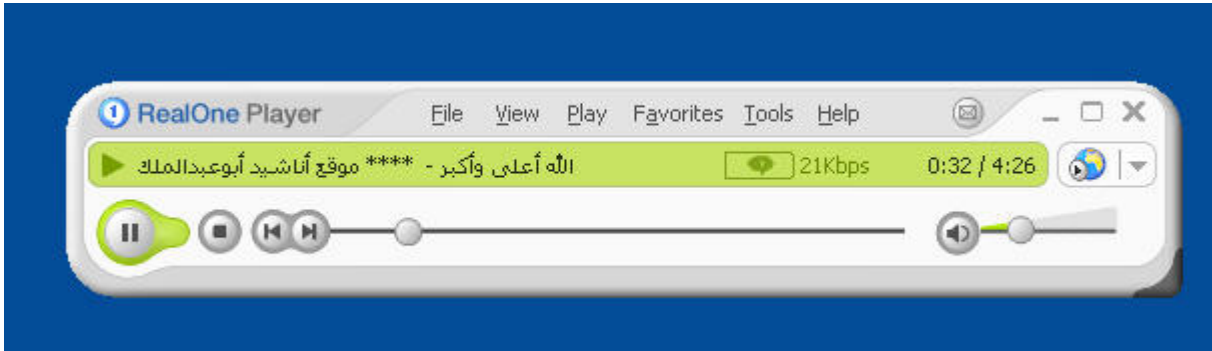 RealOne Player File View Play Favorites Tools Help
الله أعلى وأكبر - **** موقع أناشيد أبوعبدالملك 21Kbps 0:32 / 4:26